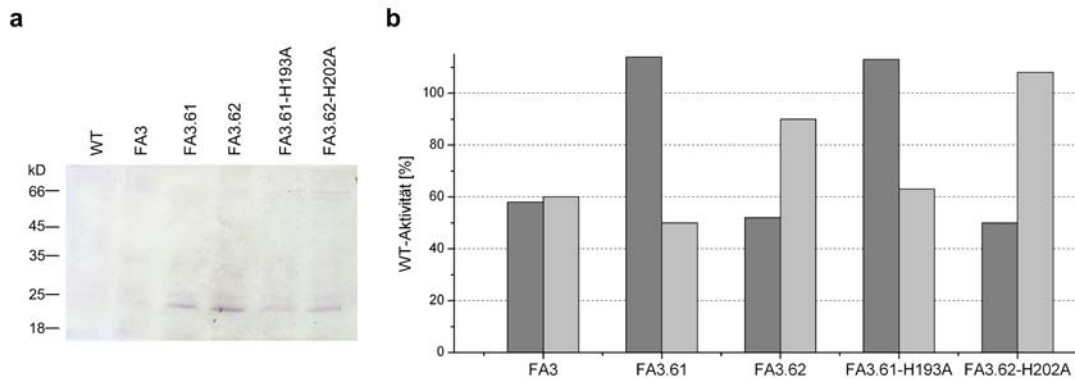 a
WT
FA3
FA3.61
FA3.62
FA3.61-H193A
FA3.62-H202A
kD
66
45
35
25
18
b
WT-Aktivität [%]
100
80
60
40
20
0
FA3
FA3.61
FA3.62
FA3.61-H193A
FA3.62-H202A